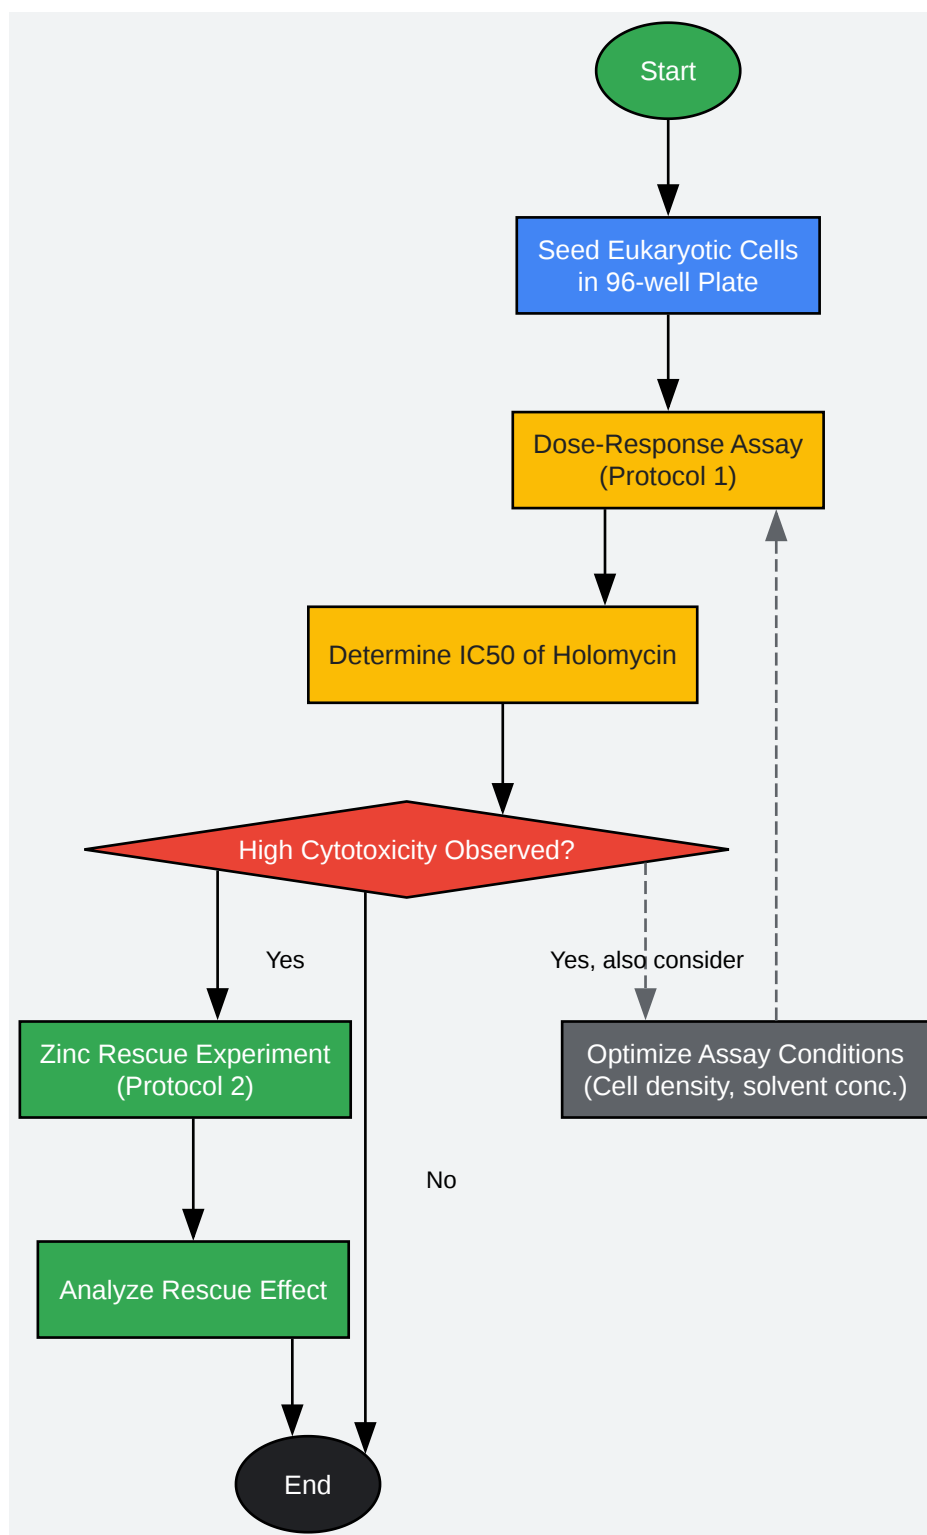 Start
Seed Eukaryotic Cells
in 96-well Plate
Dose-Response Assay
(Protocol 1)
Determine IC50 of Holomycin
High Cytotoxicity Observed?
Yes
Yes, also consider
Zinc Rescue Experiment
(Protocol 2)
Optimize Assay Conditions
(Cell density, solvent conc.)
No
Analyze Rescue Effect
End